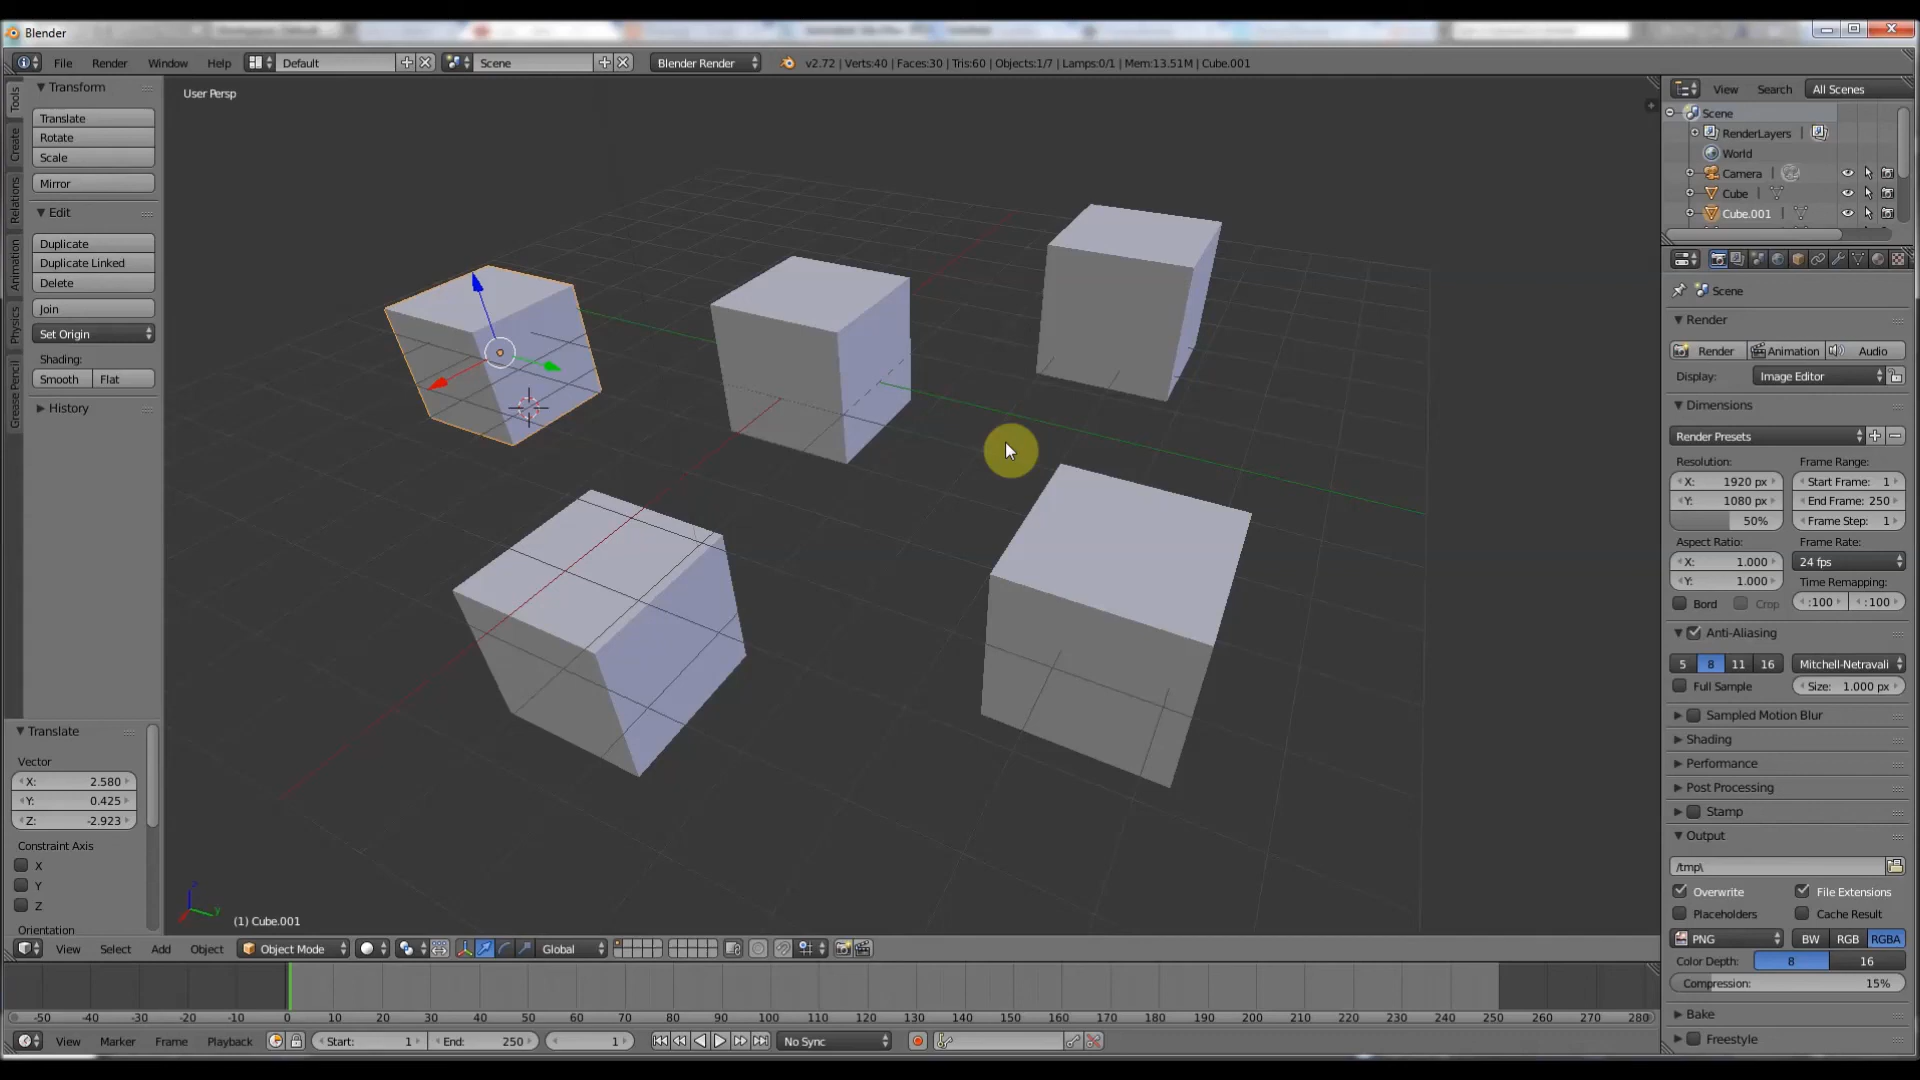 Blender
File Render Window Help Default Scene Blender Render v2.72 | Verts:40 | Faces:30 | Tris:60 | Objects:1/7 | Lamps:0/1 | Mem:13.51M | Cube.001
Tools
Create
Relations
Animation
Physics
Grease Pencil
Transform
Translate
Rotate
Scale
Mirror
Edit
Duplicate
Duplicate Linked
Delete
Join
Set Origin
Shading:
Smooth Flat
History
Translate
Vector
X: 2.580
Y: 0.425
Z: -2.923
Constraint Axis
X
Y
Z
Orientation
User Persp
(1) Cube.001
View Select Add Object Object Mode Global
-50 -40 -30 -20 -10 0 10 20 30 40 50 60 70 80 90 100 110 120 130 140 150 160 170 180 190 200 210 220 230 240 250 260 270 280
View Marker Frame Playback Start: 1 End: 250 1 No Sync
View Search All Scenes
Scene
RenderLayers
World
Camera
Cube
Cube.001
Scene
Render
Render Animation Audio
Display: Image Editor
Dimensions
Render Presets
Resolution: Frame Range:
X: 1920 px Start Frame: 1
Y: 1080 px End Frame: 250
50% Frame Step: 1
Aspect Ratio: Frame Rate:
X: 1.000 24 fps
Y: 1.000 Time Remapping:
Bord Crop :100 :100
Anti-Aliasing
5 8 11 16 Mitchell-Netravali
Full Sample Size: 1.000 px
Sampled Motion Blur
Shading
Performance
Post Processing
Stamp
Output
/tmp\
Overwrite File Extensions
Placeholders Cache Result
PNG BW RGB RGBA
Color Depth: 8 16
Compression: 15%
Bake
Freestyle